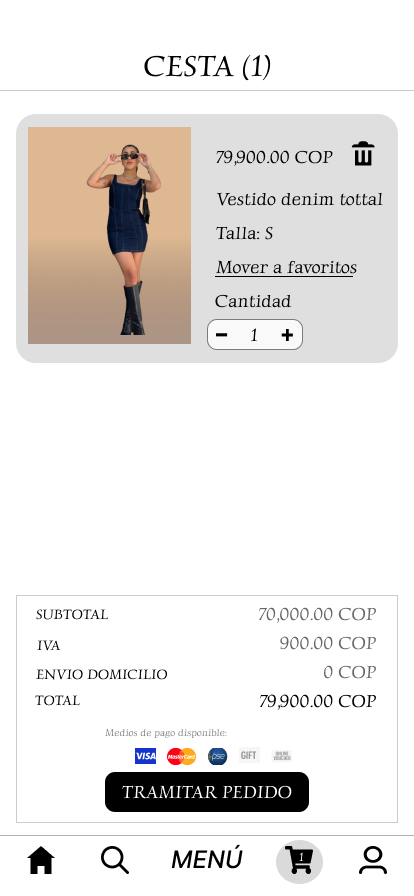 CESTA (1)
79,900.00 COP
Vestido denim tottal
Talla: S
Mover a favoritos
Cantidad
- 1 +
SUBTOTAL 70,000.00 COP
IVA 900.00 COP
ENVIO DOMICILIO 0 COP
TOTAL 79,900.00 COP
Medios de pago disponible:
VISA MasterCard pse GIFT ONLINE VOUCHER
TRAMITAR PEDIDO
MENÚ 1